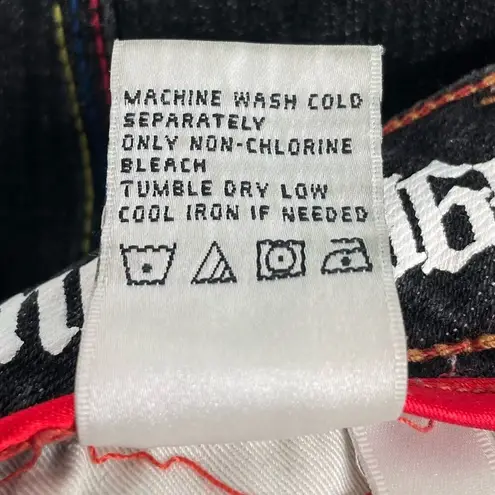 MACHINE WASH COLD
SEPARATELY
ONLY NON-CHLORINE
BLEACH
TUMBLE DRY LOW
COOL IRON IF NEEDED